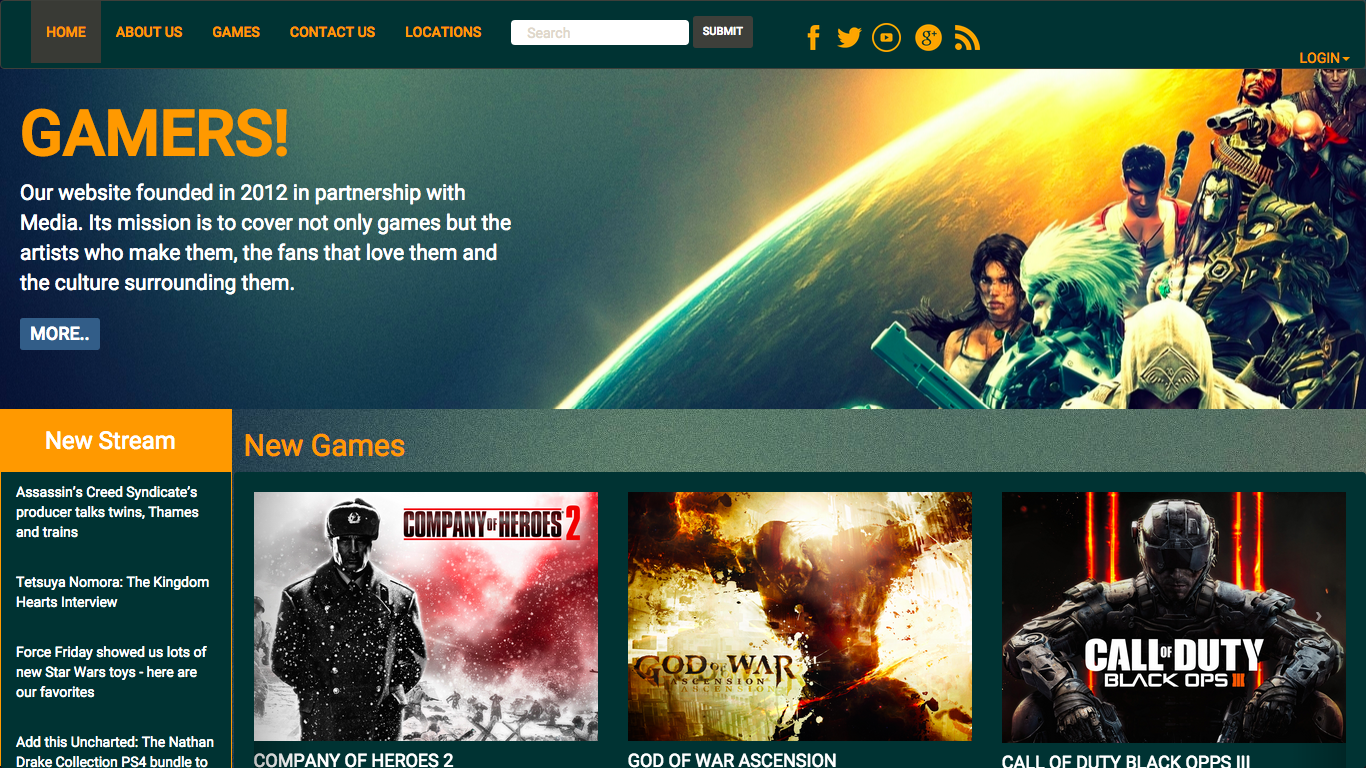 HOME ABOUT US GAMES CONTACT US LOCATIONS Search SUBMIT
LOGIN
GAMERS!
Our website founded in 2012 in partnership with
Media. Its mission is to cover not only games but the
artists who make them, the fans that love them and
the culture surrounding them.
MORE..
New Stream
Assassin's Creed Syndicate's
producer talks twins, Thames
and trains
Tetsuya Nomora: The Kingdom
Hearts Interview
Force Friday showed us lots of
new Star Wars toys - here are
our favorites
Add this Uncharted: The Nathan
Drake Collection PS4 bundle to
New Games
COMPANY OF HEROES 2
COMPANY OF HEROES 2
GOD OF WAR
ASCENSION
GOD OF WAR ASCENSION
CALL OF DUTY
BLACK OPS III
CALL OF DUTY BLACK OPPS III